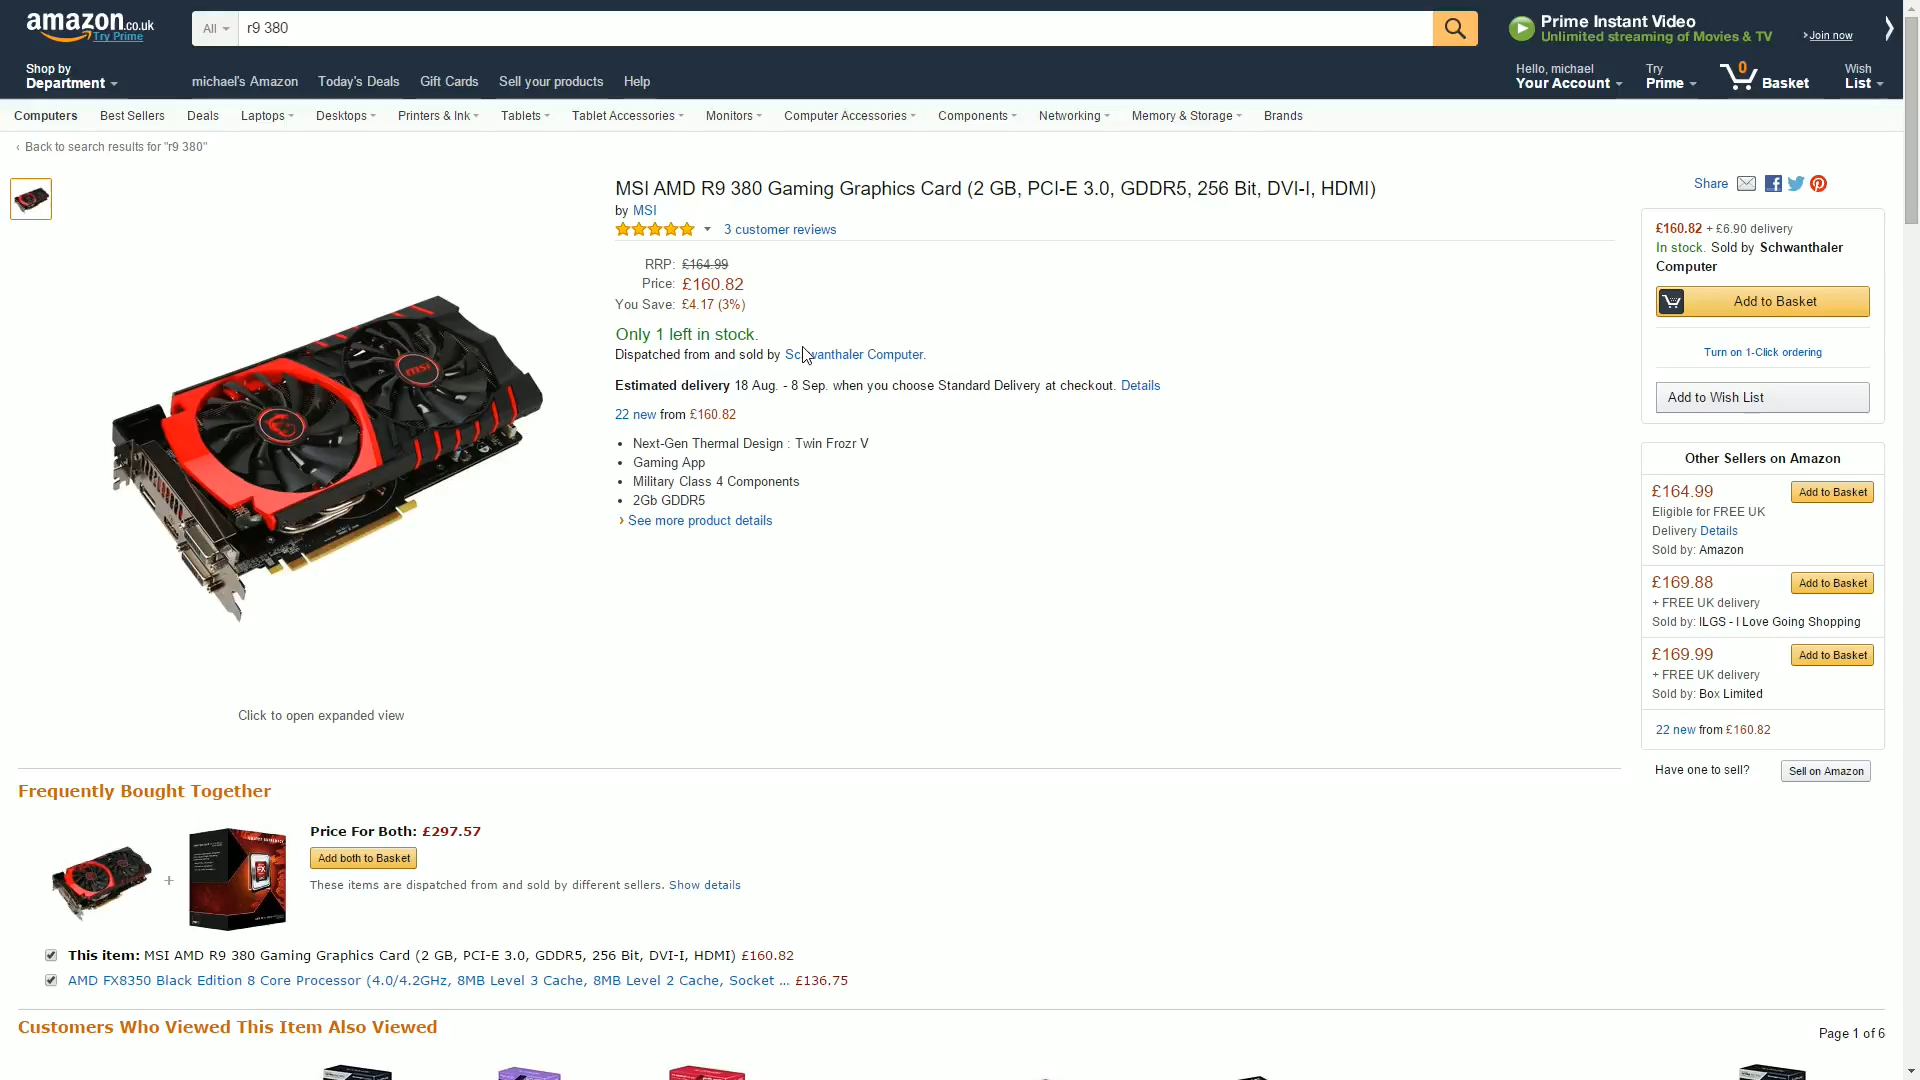 amazon.co.uk
Try Prime
All
r9 380
Prime Instant Video
Unlimited streaming of Movies & TV
Join now
Shop by
Department
michael's Amazon
Today's Deals
Gift Cards
Sell your products
Help
Hello, michael
Your Account
Try
Prime
0
Basket
Wish
List
Computers
Best Sellers
Deals
Laptops
Desktops
Printers & Ink
Tablets
Tablet Accessories
Monitors
Computer Accessories
Components
Networking
Memory & Storage
Brands
‹ Back to search results for "r9 380"
MSI AMD R9 380 Gaming Graphics Card (2 GB, PCI-E 3.0, GDDR5, 256 Bit, DVI-I, HDMI)
by MSI
3 customer reviews
RRP: £164.99
Price: £160.82
You Save: £4.17 (3%)
Only 1 left in stock.
Dispatched from and sold by Schwanthaler Computer.
Estimated delivery 18 Aug. - 8 Sep. when you choose Standard Delivery at checkout. Details
22 new from £160.82
• Next-Gen Thermal Design : Twin Frozr V
• Gaming App
• Military Class 4 Components
• 2Gb GDDR5
› See more product details
msi
Click to open expanded view
Share
£160.82 + £6.90 delivery
In stock. Sold by Schwanthaler
Computer
Add to Basket
Turn on 1-Click ordering
Add to Wish List
Other Sellers on Amazon
£164.99
Add to Basket
Eligible for FREE UK
Delivery Details
Sold by: Amazon
£169.88
Add to Basket
+ FREE UK delivery
Sold by: ILGS - I Love Going Shopping
£169.99
Add to Basket
+ FREE UK delivery
Sold by: Box Limited
22 new from £160.82
Have one to sell?
Sell on Amazon
Frequently Bought Together
+
FX
Price For Both: £297.57
Add both to Basket
These items are dispatched from and sold by different sellers. Show details
This item: MSI AMD R9 380 Gaming Graphics Card (2 GB, PCI-E 3.0, GDDR5, 256 Bit, DVI-I, HDMI) £160.82
AMD FX8350 Black Edition 8 Core Processor (4.0/4.2GHz, 8MB Level 3 Cache, 8MB Level 2 Cache, Socket ... £136.75
Customers Who Viewed This Item Also Viewed
Page 1 of 6